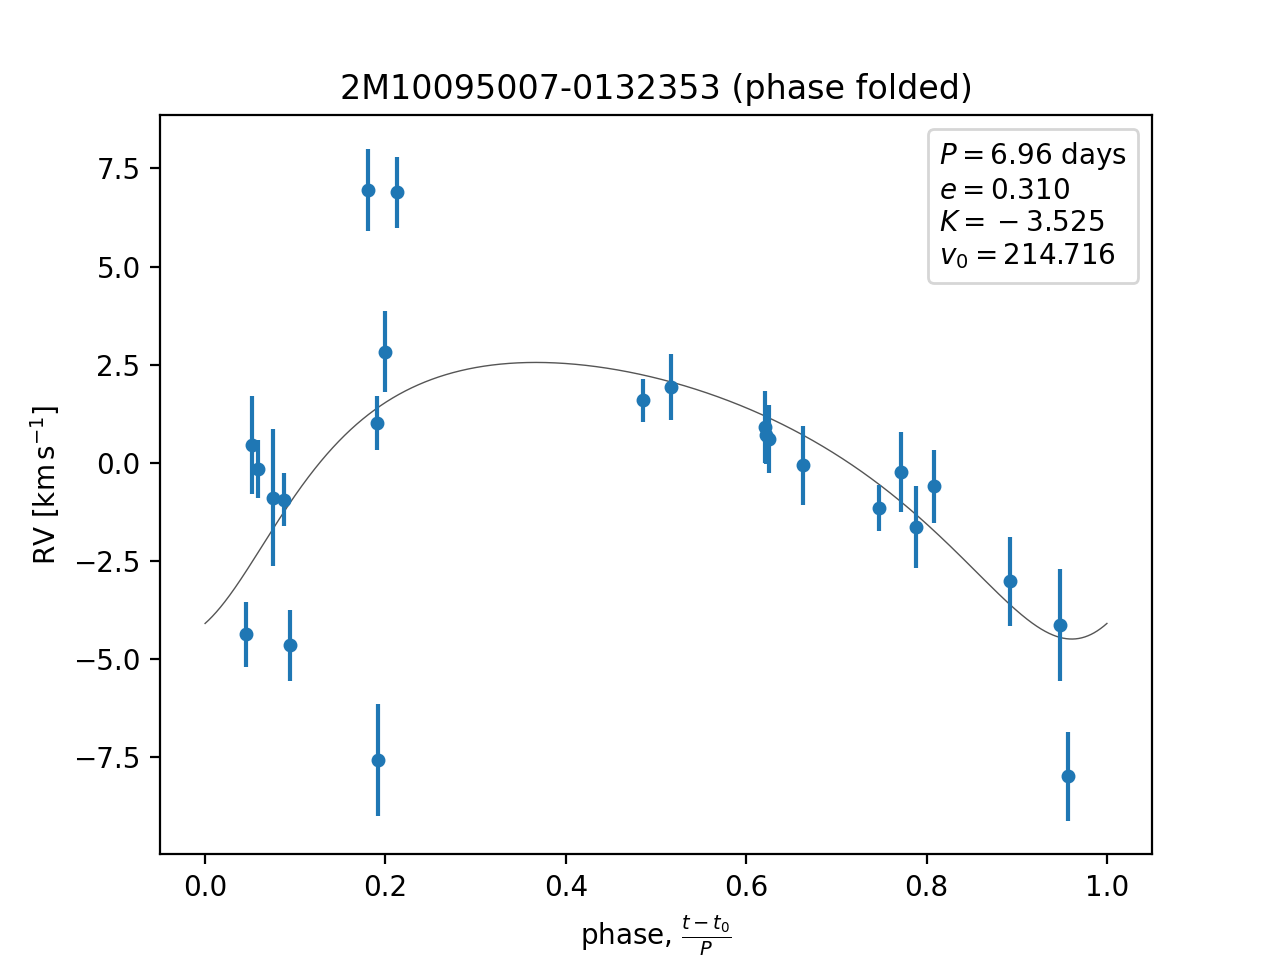 2M10095007-0132353 (phase folded)
P = 6.96 days
e = 0.310
K = −3.525
v₀ = 214.716
7.5
5.0
2.5
0.0
−2.5
−5.0
−7.5
RV [km s⁻¹]
0.0 0.2 0.4 0.6 0.8 1.0
phase, (t − t₀)/P